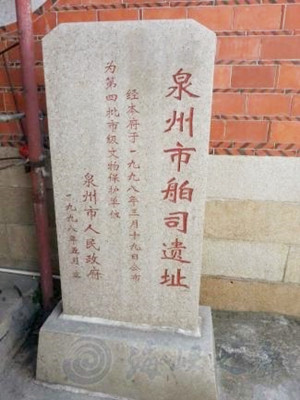 泉州市舶司遗址
经本府于一九九八年三月十九日公布
为第四批市级文物保护单位
泉州市人民政府
一九九八年五月立